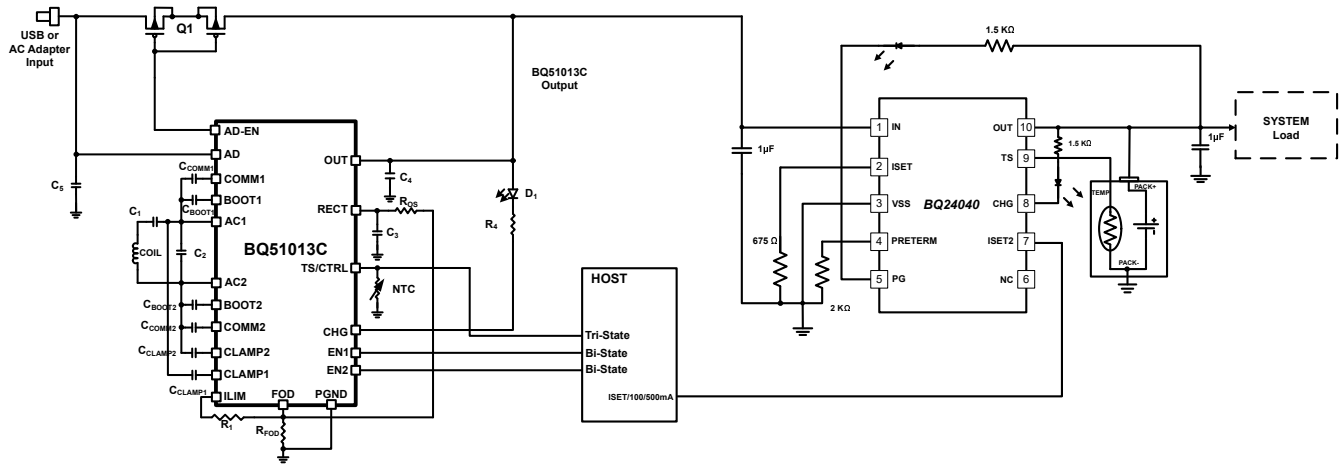 USB or
AC Adapter
Input
Q1
BQ51013C
Output
C5
AD-EN
AD
CCOMM1
COMM1
BOOT1
CBOOT1
C1
AC1
COIL
C2
AC2
CBOOT2
BOOT2
CCOMM2
COMM2
CCLAMP2
CLAMP2
CLAMP1
CCLAMP1
ILIM
FOD
PGND
R1
RFOD
BQ51013C
OUT
RECT
TS/CTRL
CHG
EN1
EN2
C4
ROS
C3
NTC
D1
R4
HOST
Tri-State
Bi-State
Bi-State
ISET/100/500mA
1µF
675 Ω
2 KΩ
1.5 KΩ
BQ24040
1 IN
2 ISET
3 VSS
4 PRETERM
5 PG
OUT 10
TS 9
CHG 8
ISET2 7
NC 6
1.5 KΩ
TEMP
PACK+
PACK-
1µF
SYSTEM
Load